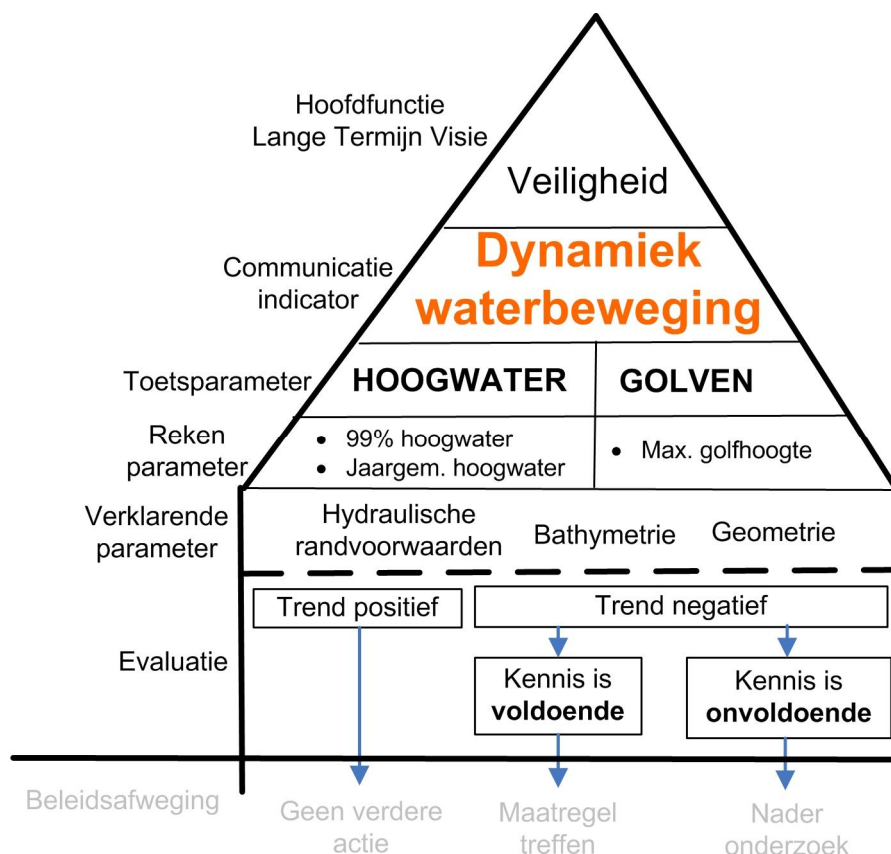 Hoofdfunctie
Lange Termijn Visie
Veiligheid
Communicatie
indicator
Dynamiek
waterbeweging
Toetsparameter
HOOGWATER
GOLVEN
Reken
parameter
• 99% hoogwater
• Jaargem. hoogwater
• Max. golfhoogte
Verklarende
parameter
Hydraulische
randvoorwaarden
Bathymetrie
Geometrie
Evaluatie
Trend positief
Trend negatief
Kennis is
voldoende
Kennis is
onvoldoende
Beleidsafweging
Geen verdere
actie
Maatregel
treffen
Nader
onderzoek